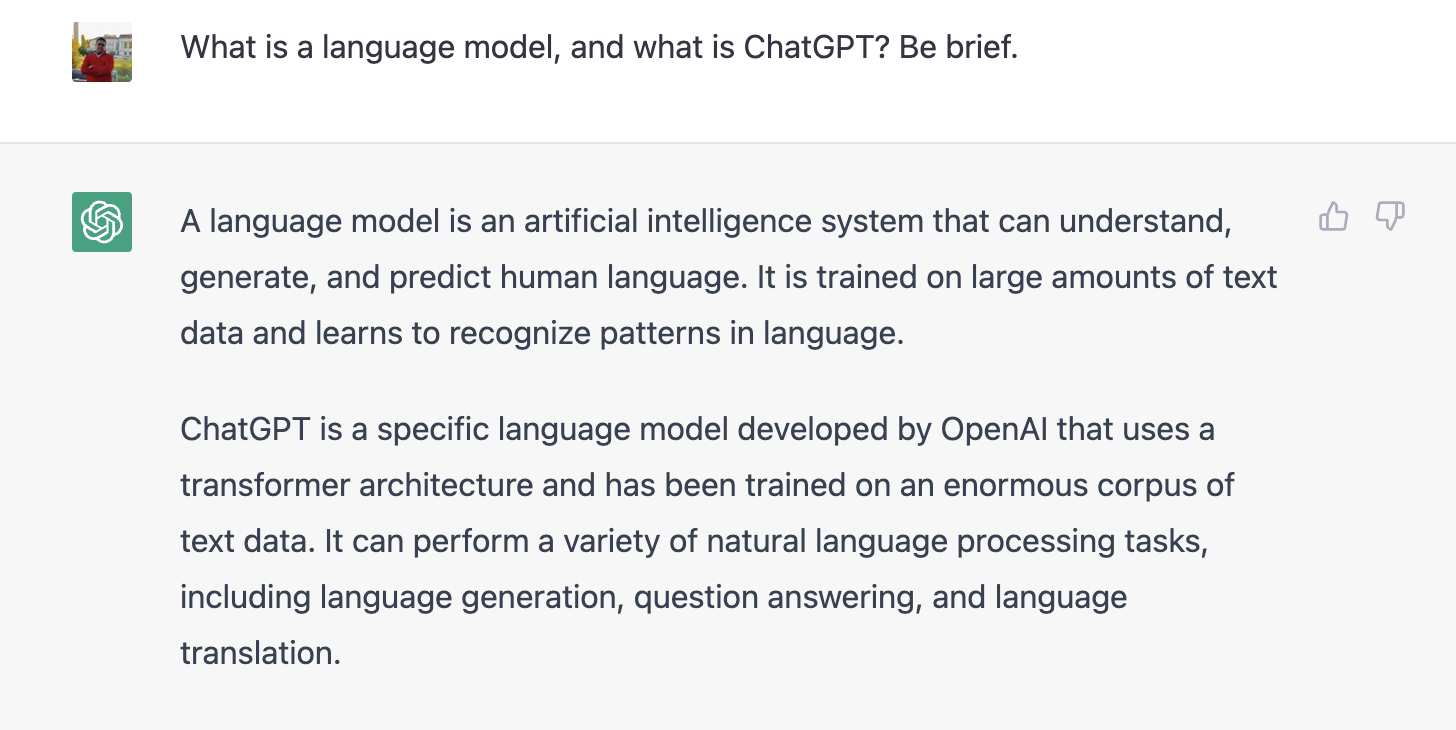 What is a language model, and what is ChatGPT? Be brief.
A language model is an artificial intelligence system that can understand,
generate, and predict human language. It is trained on large amounts of text
data and learns to recognize patterns in language.
ChatGPT is a specific language model developed by OpenAI that uses a
transformer architecture and has been trained on an enormous corpus of
text data. It can perform a variety of natural language processing tasks,
including language generation, question answering, and language
translation.